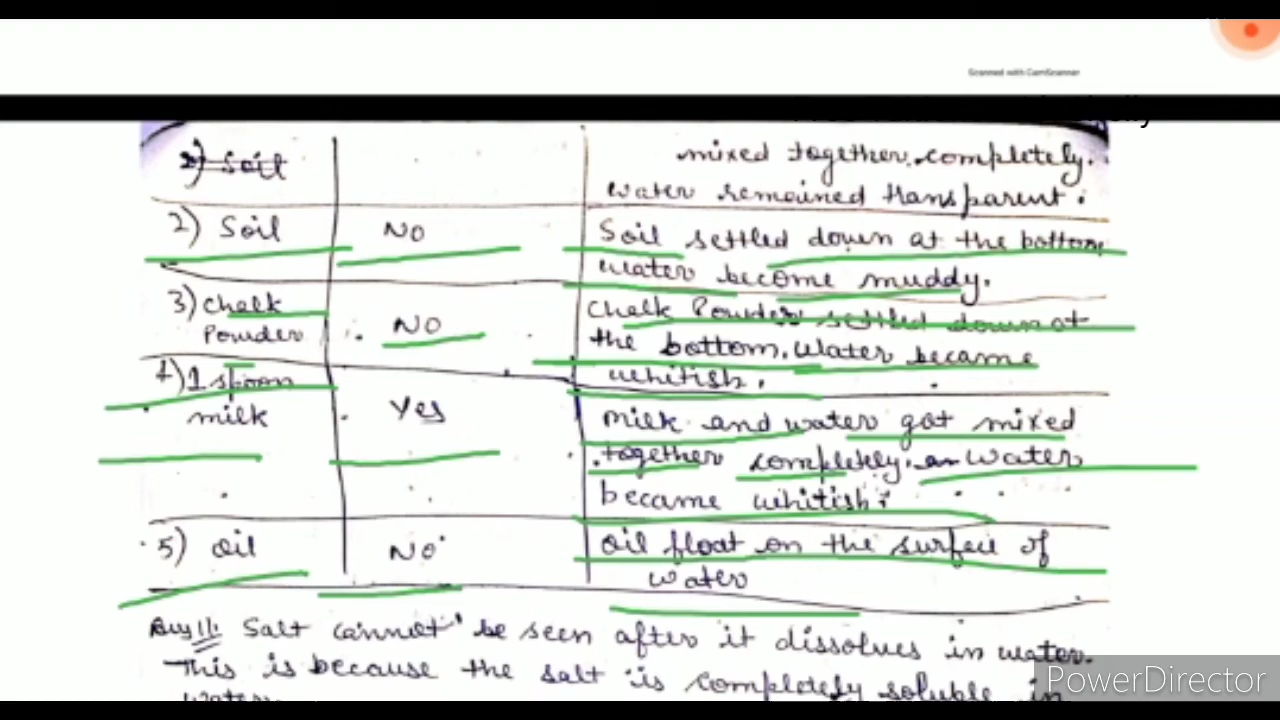 Scanned with CamScanner
2) Soil
mixed together completely.
water remained transparent.
2) Soil No Soil settled down at the bottom,
water become muddy.
3) Chalk Powder No Chalk Powder settled down at
the bottom. Water became
whitish.
4) 1 spoon milk Yes milk and water got mixed
together completely. water
became whitish.
5) Oil No Oil float on the surface of
water
11. Salt cannot be seen after it dissolves in water.
This is because the salt is completely soluble in
water
PowerDirector